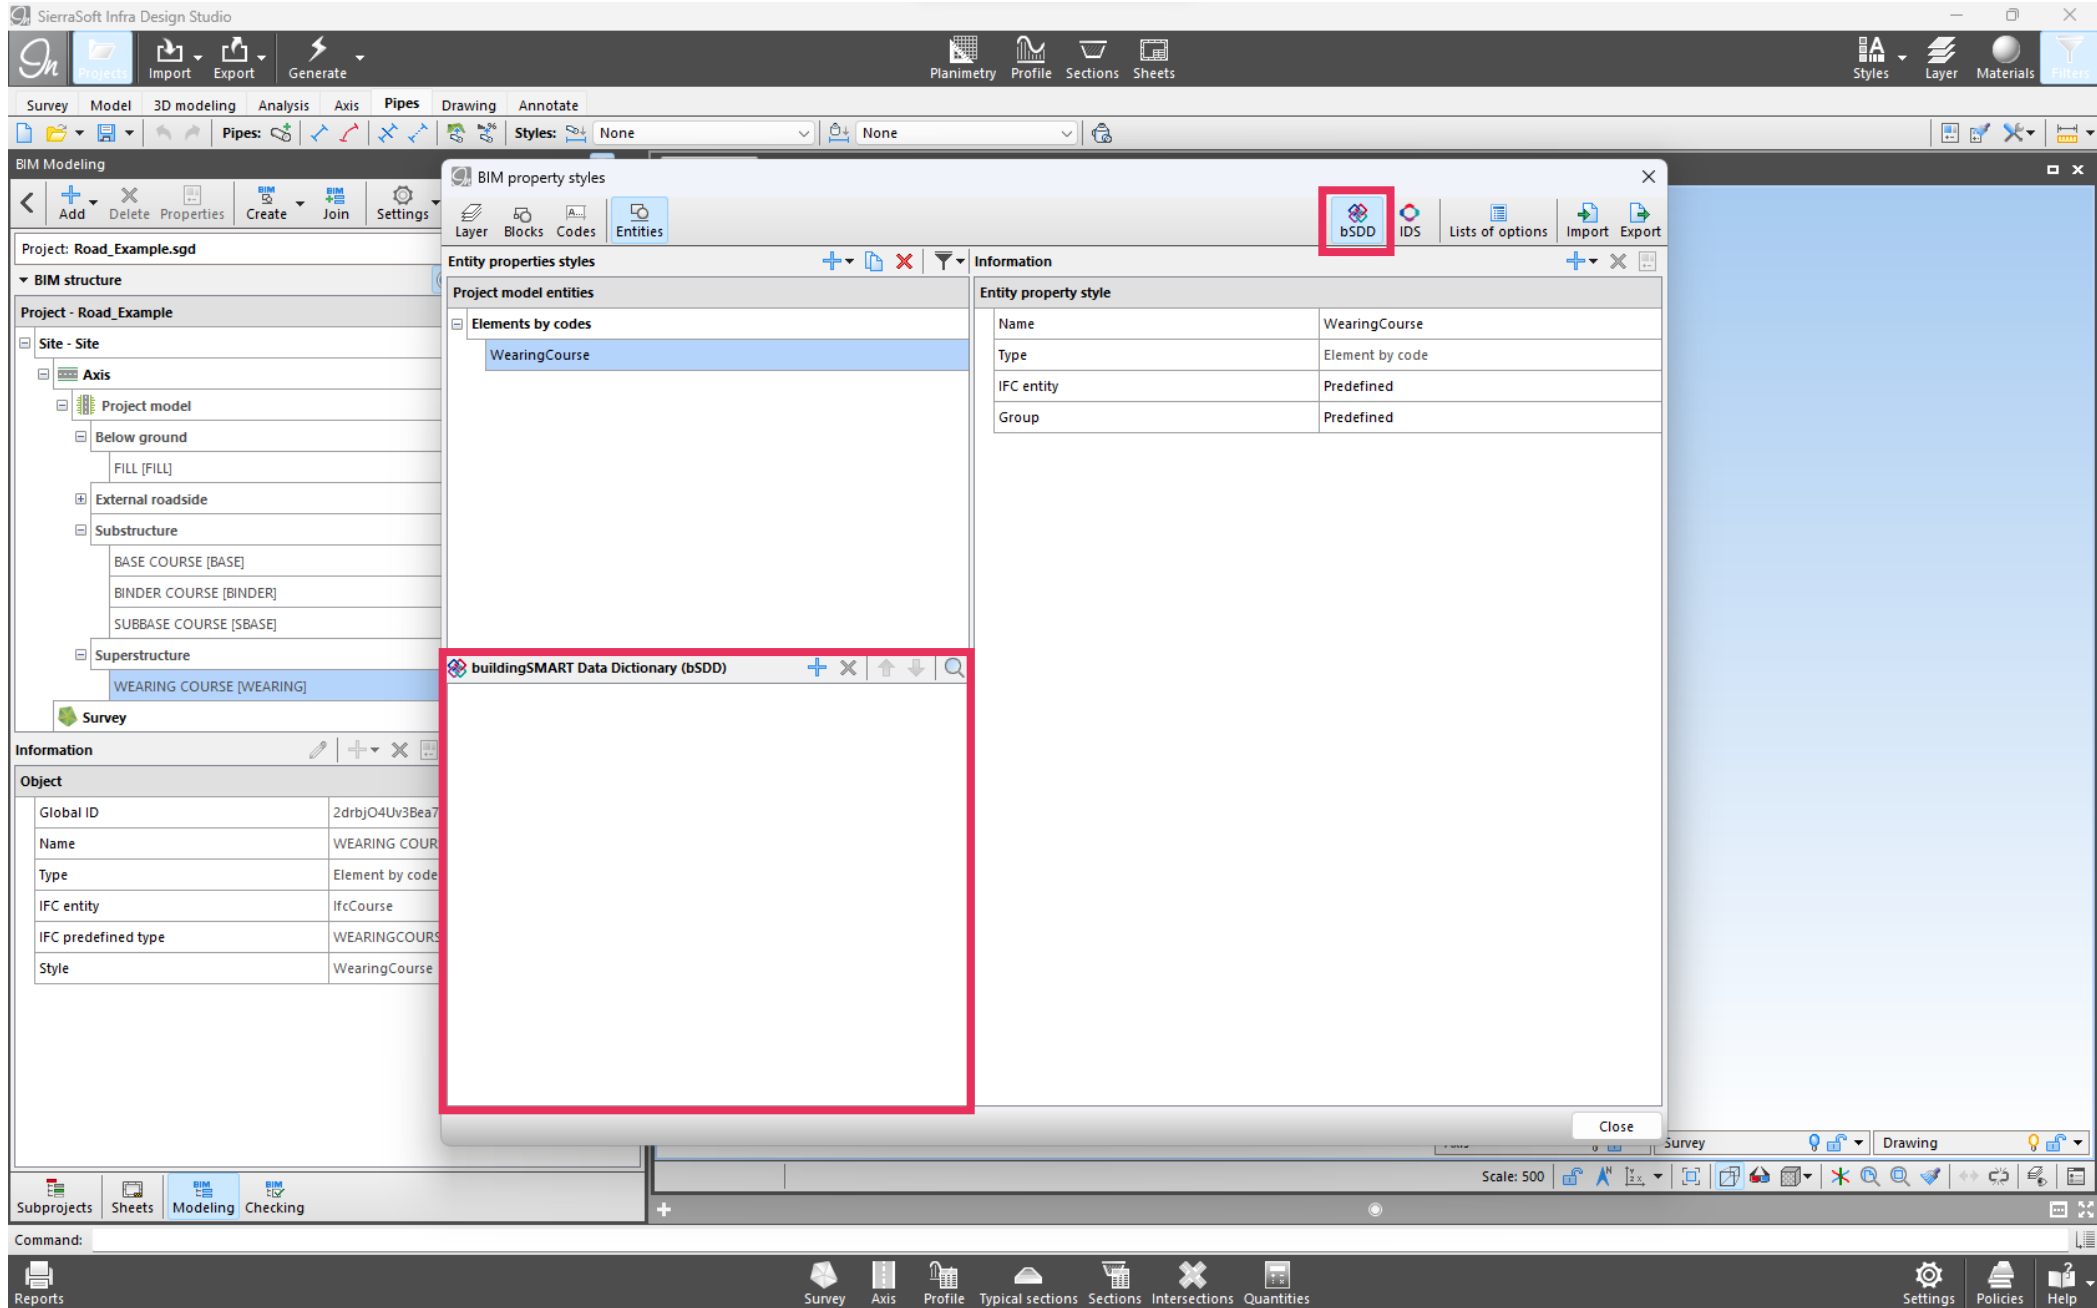 SierraSoft Infra Design Studio
Projects Import Export Generate Planimetry Profile Sections Sheets Styles Layer Materials Filters
Survey Model 3D modeling Analysis Axis Pipes Drawing Annotate
Pipes: Styles: None None
BIM Modeling
Add Delete Properties Create Join Settings
Project: Road_Example.sgd
BIM structure
Project - Road_Example
Site - Site
Axis
Project model
Below ground
FILL [FILL]
External roadside
Substructure
BASE COURSE [BASE]
BINDER COURSE [BINDER]
SUBBASE COURSE [SBASE]
Superstructure
WEARING COURSE [WEARING]
Survey
Information
Object
Global ID 2drbjO4Uv3Bea7
Name WEARING COUR
Type Element by code
IFC entity IfcCourse
IFC predefined type WEARINGCOURS
Style WearingCourse
BIM property styles
Layer Blocks Codes Entities bSDD IDS Lists of options Import Export
Entity properties styles
Project model entities
Elements by codes
WearingCourse
buildingSMART Data Dictionary (bSDD)
Information
Entity property style
Name WearingCourse
Type Element by code
IFC entity Predefined
Group Predefined
Close
Survey Drawing
Scale: 500
Subprojects Sheets Modeling Checking
Command:
Reports Survey Axis Profile Typical sections Sections Intersections Quantities Settings Policies Help